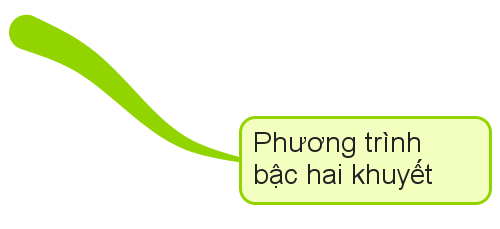 Phương trình
bậc hai khuyết